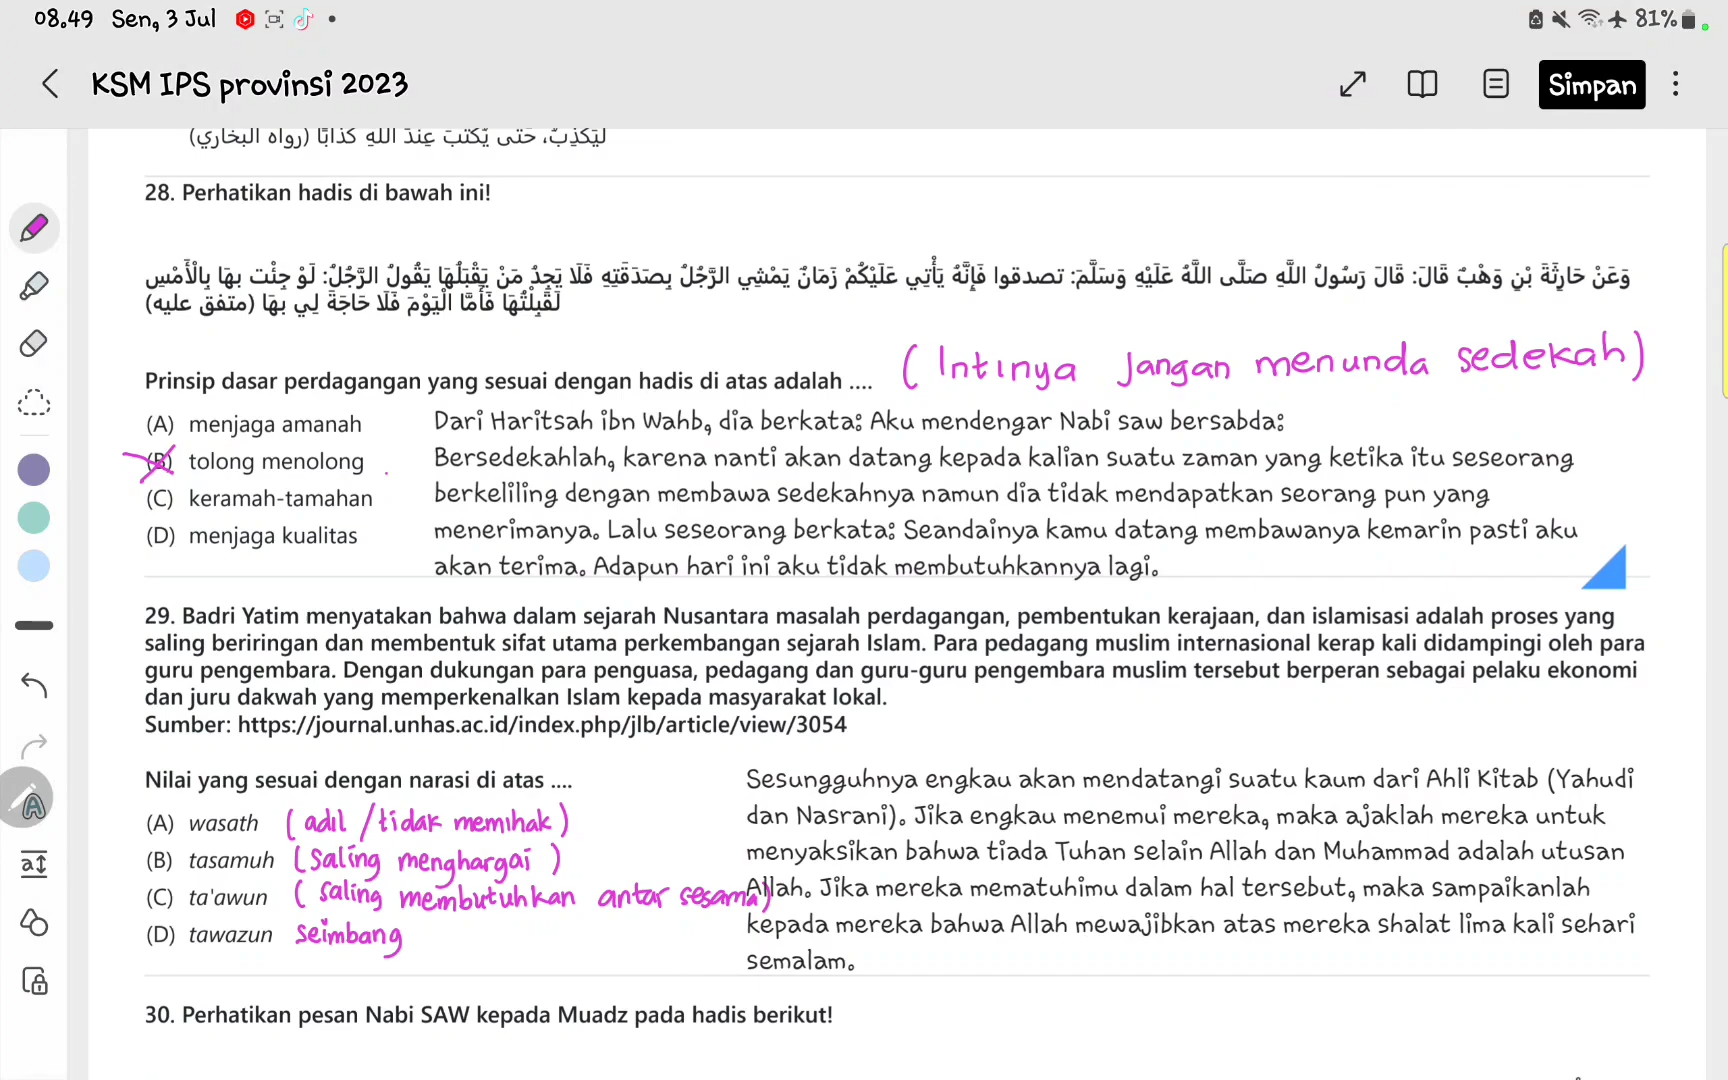 08.49 Sen, 3 Jul
81%
KSM IPS provinsi 2023
Simpan
لَيَكْذِبُ، حَتَّى يُكْتَبَ عِنْدَ اللَّهِ كَذَّابًا (رواه البخاري)
28. Perhatikan hadis di bawah ini!
وَعَنْ حَارِثَةَ بْنِ وَهْبٌ قَالَ: قَالَ رَسُولُ اللَّهِ صَلَّى اللَّهُ عَلَيْهِ وَسَلَّمَ: تصدقوا فَإِنَّهُ يَأْتِي عَلَيْكُمْ زَمَانٌ يَمْشِي الرَّجُلُ بِصَدَقَتِهِ فَلَا يَجِدُ مَنْ يَقْبَلُهَا يَقُولُ الرَّجُلُ: لَوْ جِئْت بِهَا بِالْأَمْسِ
لَقَبِلْتُهَا فَأَمَّا الْيَوْمَ فَلَا حَاجَةَ لِي بِهَا (متفق عليه)
( Intinya jangan menunda sedekah )
Prinsip dasar perdagangan yang sesuai dengan hadis di atas adalah ....
(A) menjaga amanah
(B) tolong menolong
(C) keramah-tamahan
(D) menjaga kualitas
Dari Haritsah ibn Wahb, dia berkata: Aku mendengar Nabi saw bersabda:
Bersedekahlah, karena nanti akan datang kepada kalian suatu zaman yang ketika itu seseorang
berkeliling dengan membawa sedekahnya namun dia tidak mendapatkan seorang pun yang
menerimanya. Lalu seseorang berkata: Seandainya kamu datang membawanya kemarin pasti aku
akan terima. Adapun hari ini aku tidak membutuhkannya lagi.
29. Badri Yatim menyatakan bahwa dalam sejarah Nusantara masalah perdagangan, pembentukan kerajaan, dan islamisasi adalah proses yang
saling beriringan dan membentuk sifat utama perkembangan sejarah Islam. Para pedagang muslim internasional kerap kali didampingi oleh para
guru pengembara. Dengan dukungan para penguasa, pedagang dan guru-guru pengembara muslim tersebut berperan sebagai pelaku ekonomi
dan juru dakwah yang memperkenalkan Islam kepada masyarakat lokal.
Sumber: https://journal.unhas.ac.id/index.php/jlb/article/view/3054
Nilai yang sesuai dengan narasi di atas ....
(A) wasath ( adil / tidak memihak )
(B) tasamuh ( saling menghargai )
(C) ta'awun ( saling membutuhkan antar sesama )
(D) tawazun seimbang
Sesungguhnya engkau akan mendatangi suatu kaum dari Ahli Kitab (Yahudi
dan Nasrani). Jika engkau menemui mereka, maka ajaklah mereka untuk
menyaksikan bahwa tiada Tuhan selain Allah dan Muhammad adalah utusan
Allah. Jika mereka mematuhimu dalam hal tersebut, maka sampaikanlah
kepada mereka bahwa Allah mewajibkan atas mereka shalat lima kali sehari
semalam.
30. Perhatikan pesan Nabi SAW kepada Muadz pada hadis berikut!